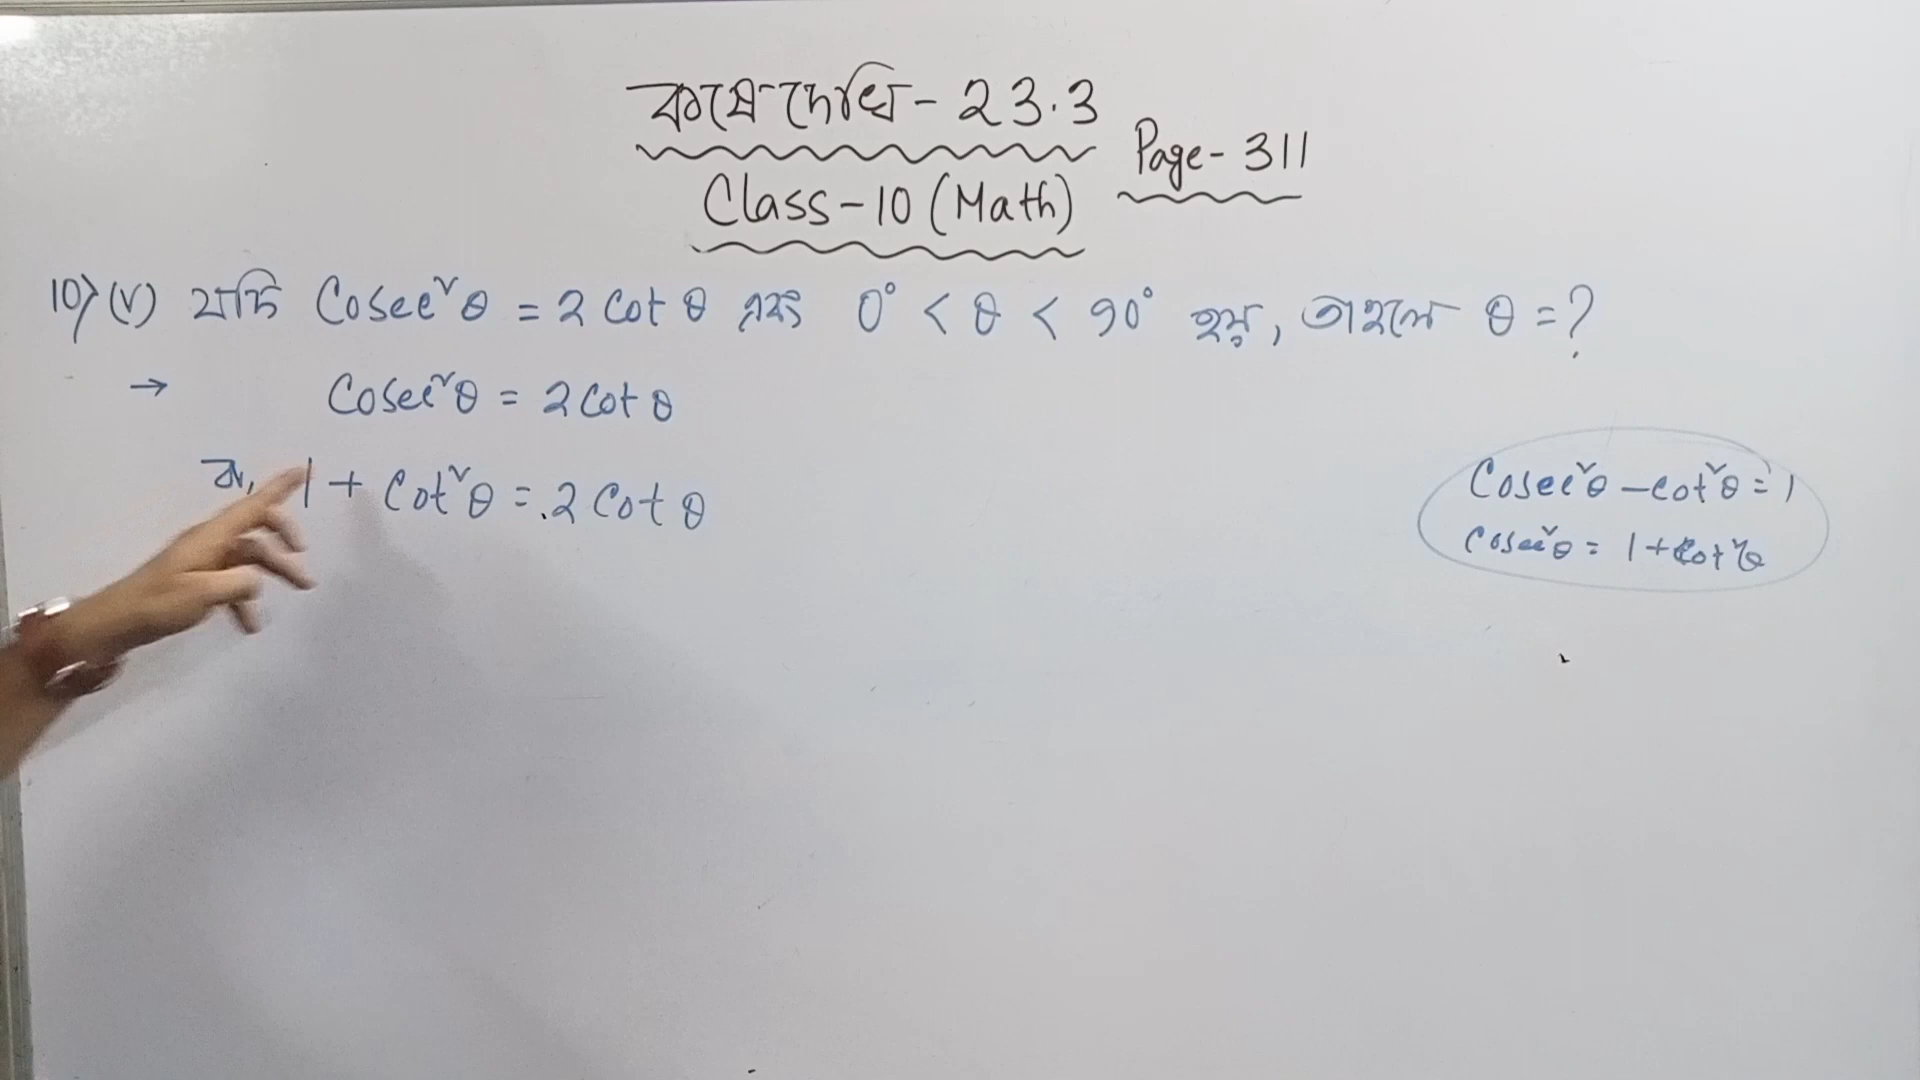 কষে দেখি - 23.3
Page - 311
Class - 10 (Math)
10) (v) যদি Cosec²θ = 2 Cot θ এবং 0° < θ < 90° হয়, তাহলে θ = ?
→ Cosec²θ = 2 Cot θ
বা, 1 + Cot²θ = 2 Cot θ
Cosec²θ - cot²θ = 1
Cosec²θ = 1 + cot²θ